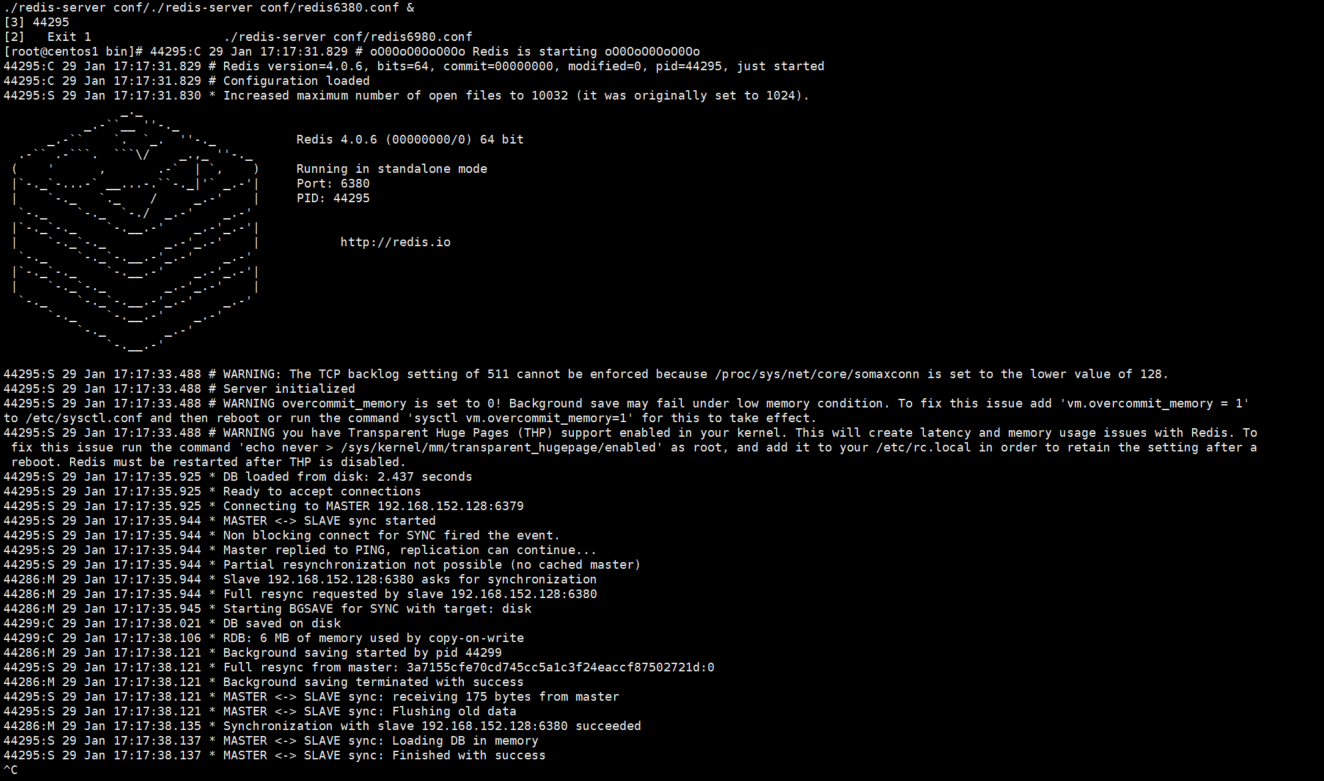 ./redis-server conf/./redis-server conf/redis6380.conf &
[3] 44295
[2]   Exit 1                  ./redis-server conf/redis6980.conf
[root@centos1 bin]# 44295:C 29 Jan 17:17:31.829 # oO0OoO0OoO0Oo Redis is starting oO0OoO0OoO0Oo
44295:C 29 Jan 17:17:31.829 # Redis version=4.0.6, bits=64, commit=00000000, modified=0, pid=44295, just started
44295:C 29 Jan 17:17:31.829 # Configuration loaded
44295:S 29 Jan 17:17:31.830 * Increased maximum number of open files to 10032 (it was originally set to 1024).
Redis 4.0.6 (00000000/0) 64 bit
Running in standalone mode
Port: 6380
PID: 44295
http://redis.io
44295:S 29 Jan 17:17:33.488 # WARNING: The TCP backlog setting of 511 cannot be enforced because /proc/sys/net/core/somaxconn is set to the lower value of 128.
44295:S 29 Jan 17:17:33.488 # Server initialized
44295:S 29 Jan 17:17:33.488 # WARNING overcommit_memory is set to 0! Background save may fail under low memory condition. To fix this issue add 'vm.overcommit_memory = 1'
to /etc/sysctl.conf and then reboot or run the command 'sysctl vm.overcommit_memory=1' for this to take effect.
44295:S 29 Jan 17:17:33.488 # WARNING you have Transparent Huge Pages (THP) support enabled in your kernel. This will create latency and memory usage issues with Redis. To
fix this issue run the command 'echo never > /sys/kernel/mm/transparent_hugepage/enabled' as root, and add it to your /etc/rc.local in order to retain the setting after a
reboot. Redis must be restarted after THP is disabled.
44295:S 29 Jan 17:17:35.925 * DB loaded from disk: 2.437 seconds
44295:S 29 Jan 17:17:35.925 * Ready to accept connections
44295:S 29 Jan 17:17:35.925 * Connecting to MASTER 192.168.152.128:6379
44295:S 29 Jan 17:17:35.944 * MASTER <-> SLAVE sync started
44295:S 29 Jan 17:17:35.944 * Non blocking connect for SYNC fired the event.
44295:S 29 Jan 17:17:35.944 * Master replied to PING, replication can continue...
44295:S 29 Jan 17:17:35.944 * Partial resynchronization not possible (no cached master)
44286:M 29 Jan 17:17:35.944 * Slave 192.168.152.128:6380 asks for synchronization
44286:M 29 Jan 17:17:35.944 * Full resync requested by slave 192.168.152.128:6380
44286:M 29 Jan 17:17:35.945 * Starting BGSAVE for SYNC with target: disk
44299:C 29 Jan 17:17:38.021 * DB saved on disk
44299:C 29 Jan 17:17:38.106 * RDB: 6 MB of memory used by copy-on-write
44286:M 29 Jan 17:17:38.121 * Background saving started by pid 44299
44295:S 29 Jan 17:17:38.121 * Full resync from master: 3a7155cfe70cd745cc5a1c3f24eaccf87502721d:0
44286:M 29 Jan 17:17:38.121 * Background saving terminated with success
44295:S 29 Jan 17:17:38.121 * MASTER <-> SLAVE sync: receiving 175 bytes from master
44295:S 29 Jan 17:17:38.121 * MASTER <-> SLAVE sync: Flushing old data
44286:M 29 Jan 17:17:38.135 * Synchronization with slave 192.168.152.128:6380 succeeded
44295:S 29 Jan 17:17:38.137 * MASTER <-> SLAVE sync: Loading DB in memory
44295:S 29 Jan 17:17:38.137 * MASTER <-> SLAVE sync: Finished with success
^C